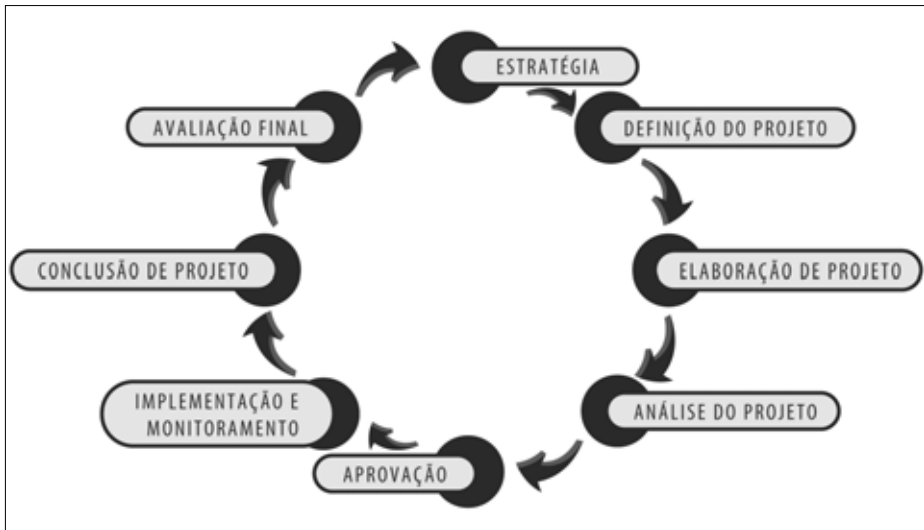 ESTRATÉGIA
DEFINIÇÃO DO PROJETO
ELABORAÇÃO DE PROJETO
ANÁLISE DO PROJETO
APROVAÇÃO
IMPLEMENTAÇÃO E
MONITORAMENTO
CONCLUSÃO DE PROJETO
AVALIAÇÃO FINAL